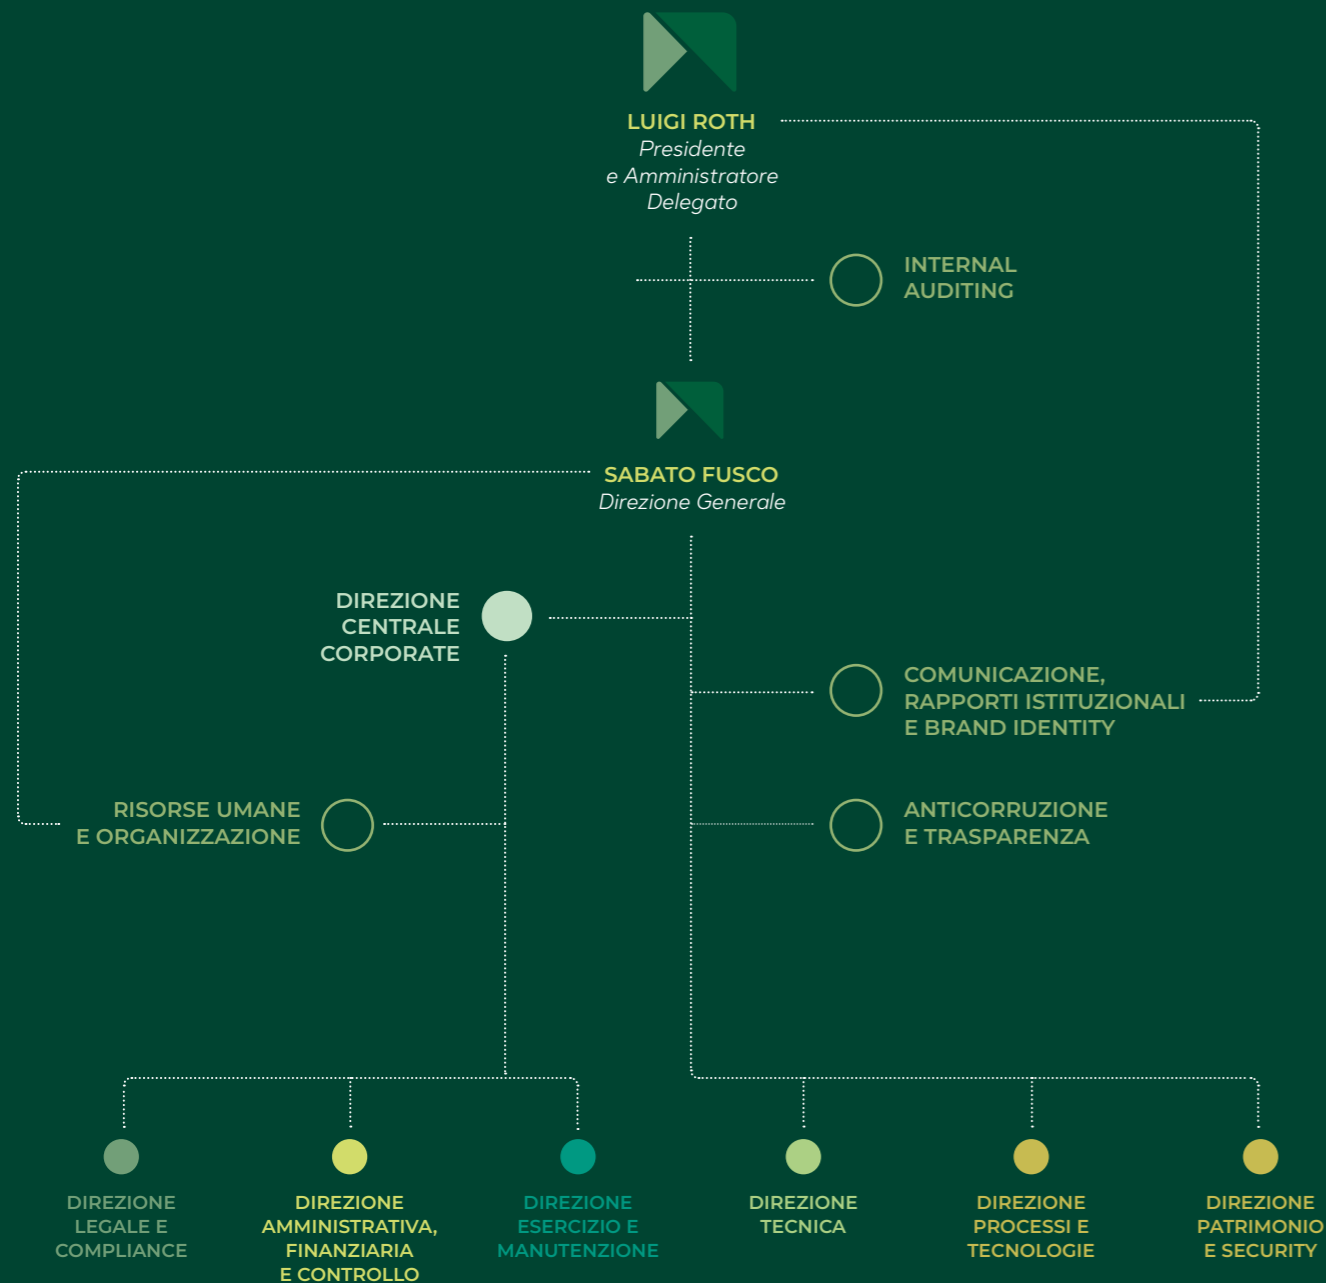 LUIGI ROTH
Presidente
e Amministratore
Delegato
INTERNAL
AUDITING
SABATO FUSCO
Direzione Generale
DIREZIONE
CENTRALE
CORPORATE
COMUNICAZIONE,
RAPPORTI ISTITUZIONALI
E BRAND IDENTITY
RISORSE UMANE
E ORGANIZZAZIONE
ANTICORRUZIONE
E TRASPARENZA
DIREZIONE
LEGALE E
COMPLIANCE
DIREZIONE
AMMINISTRATIVA,
FINANZIARIA
E CONTROLLO
DIREZIONE
ESERCIZIO E
MANUTENZIONE
DIREZIONE
TECNICA
DIREZIONE
PROCESSI E
TECNOLOGIE
DIREZIONE
PATRIMONIO
E SECURITY